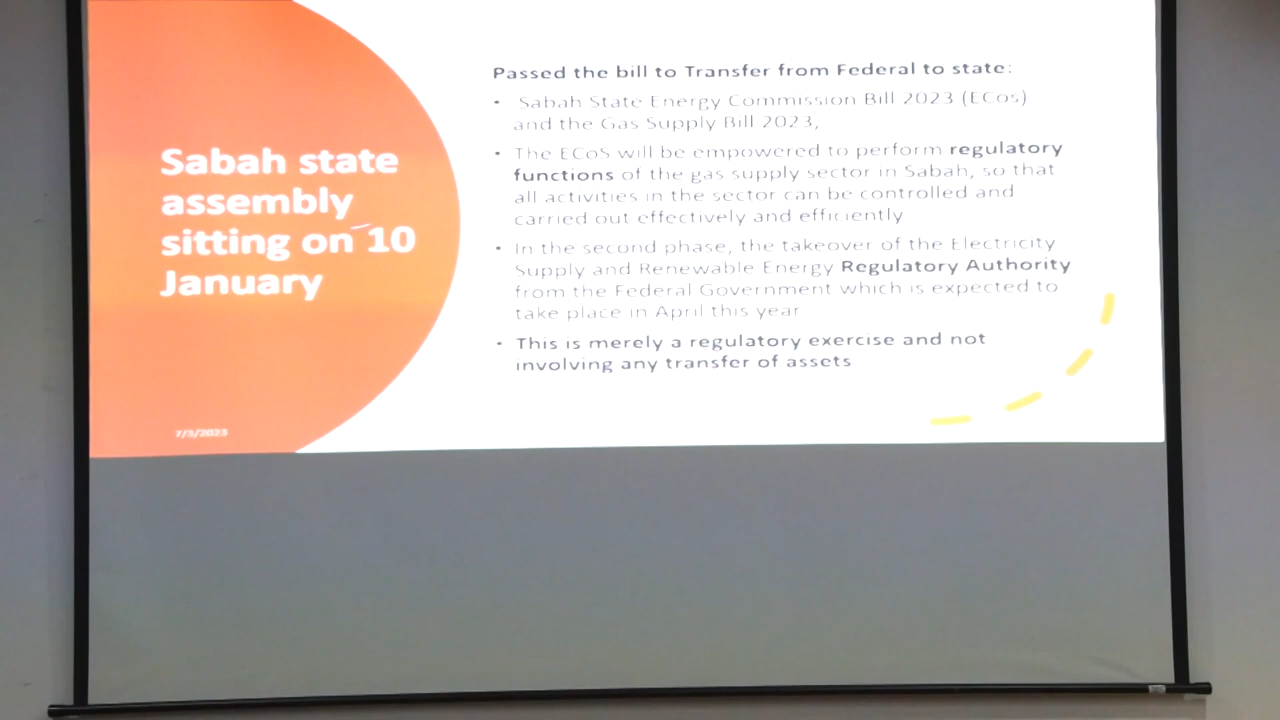 Sabah state
assembly
sitting on 10
January
7/3/2023
Passed the bill to Transfer from Federal to state:
• Sabah State Energy Commission Bill 2023 (ECos)
and the Gas Supply Bill 2023,
• The ECoS will be empowered to perform regulatory
functions of the gas supply sector in Sabah, so that
all activities in the sector can be controlled and
carried out effectively and efficiently
• In the second phase, the takeover of the Electricity
Supply and Renewable Energy Regulatory Authority
from the Federal Government which is expected to
take place in April this year
• This is merely a regulatory exercise and not
involving any transfer of assets